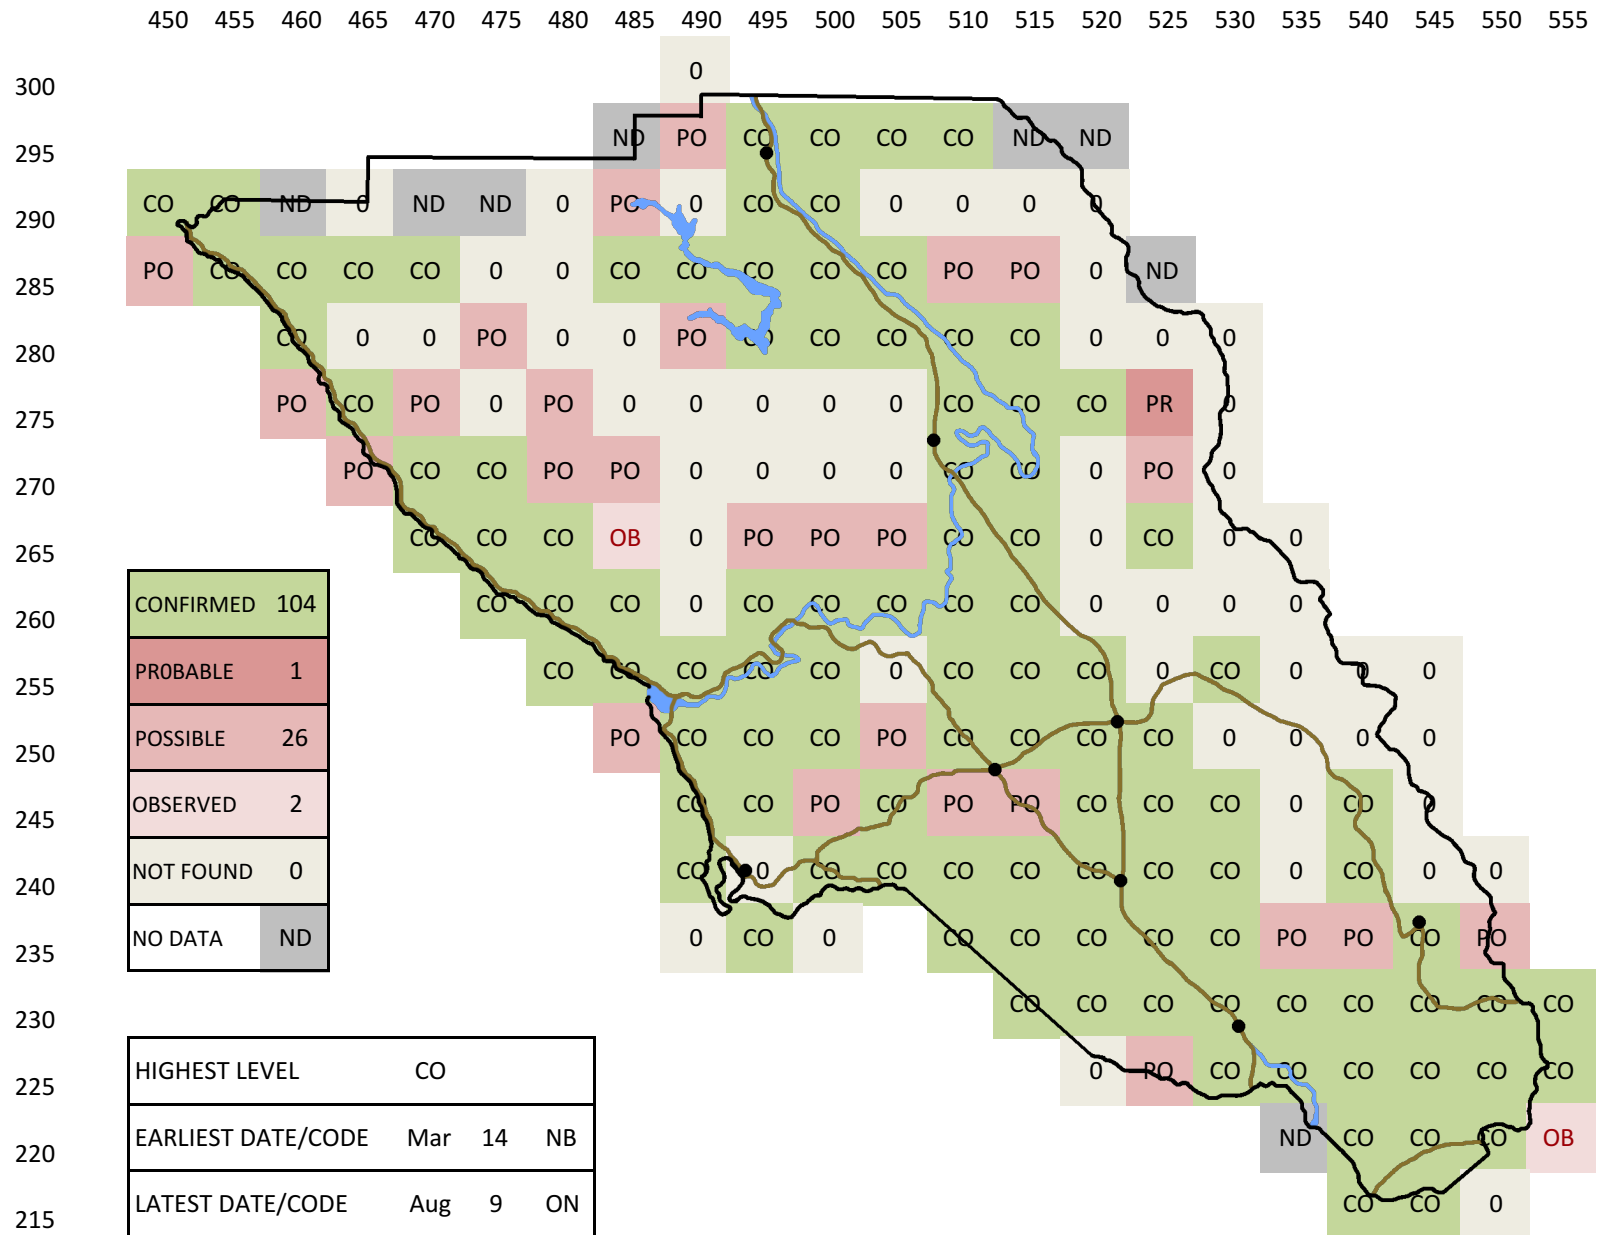 450 455 460 465 470 475 480 485 490 495 500 505 510 515 520 525 530 535 540 545 550 555
300 0
295 ND PO CO CO CO CO ND ND
290 CO CO ND 0 ND ND 0 PO 0 CO CO 0 0 0 0
285 PO CO CO CO CO 0 0 CO CO CO CO CO PO PO 0 ND
280 CO 0 0 PO 0 0 PO CO CO CO CO CO 0 0 0
275 PO CO PO 0 PO 0 0 0 0 0 CO CO CO PR 0
270 PO CO CO PO PO 0 0 0 0 CO CO 0 PO 0
265 CO CO CO OB 0 PO PO PO CO CO 0 CO 0 0
260 CO CO CO 0 CO CO CO CO CO 0 0 0 0
255 CO CO CO CO CO 0 CO CO CO 0 CO 0 0 0
250 PO CO CO CO PO CO CO CO CO 0 0 0 0
245 CO CO PO CO PO PO CO CO CO 0 CO 0
240 CO 0 CO CO CO CO CO CO CO 0 CO 0 0
235 0 CO 0 CO CO CO CO CO PO PO CO PO
230 CO CO CO CO CO CO CO CO CO
225 0 PO CO CO CO CO CO CO
220 ND CO CO CO OB
215 CO CO 0
CONFIRMED 104
PR0BABLE 1
POSSIBLE 26
OBSERVED 2
NOT FOUND 0
NO DATA ND
HIGHEST LEVEL CO
EARLIEST DATE/CODE Mar 14 NB
LATEST DATE/CODE Aug 9 ON